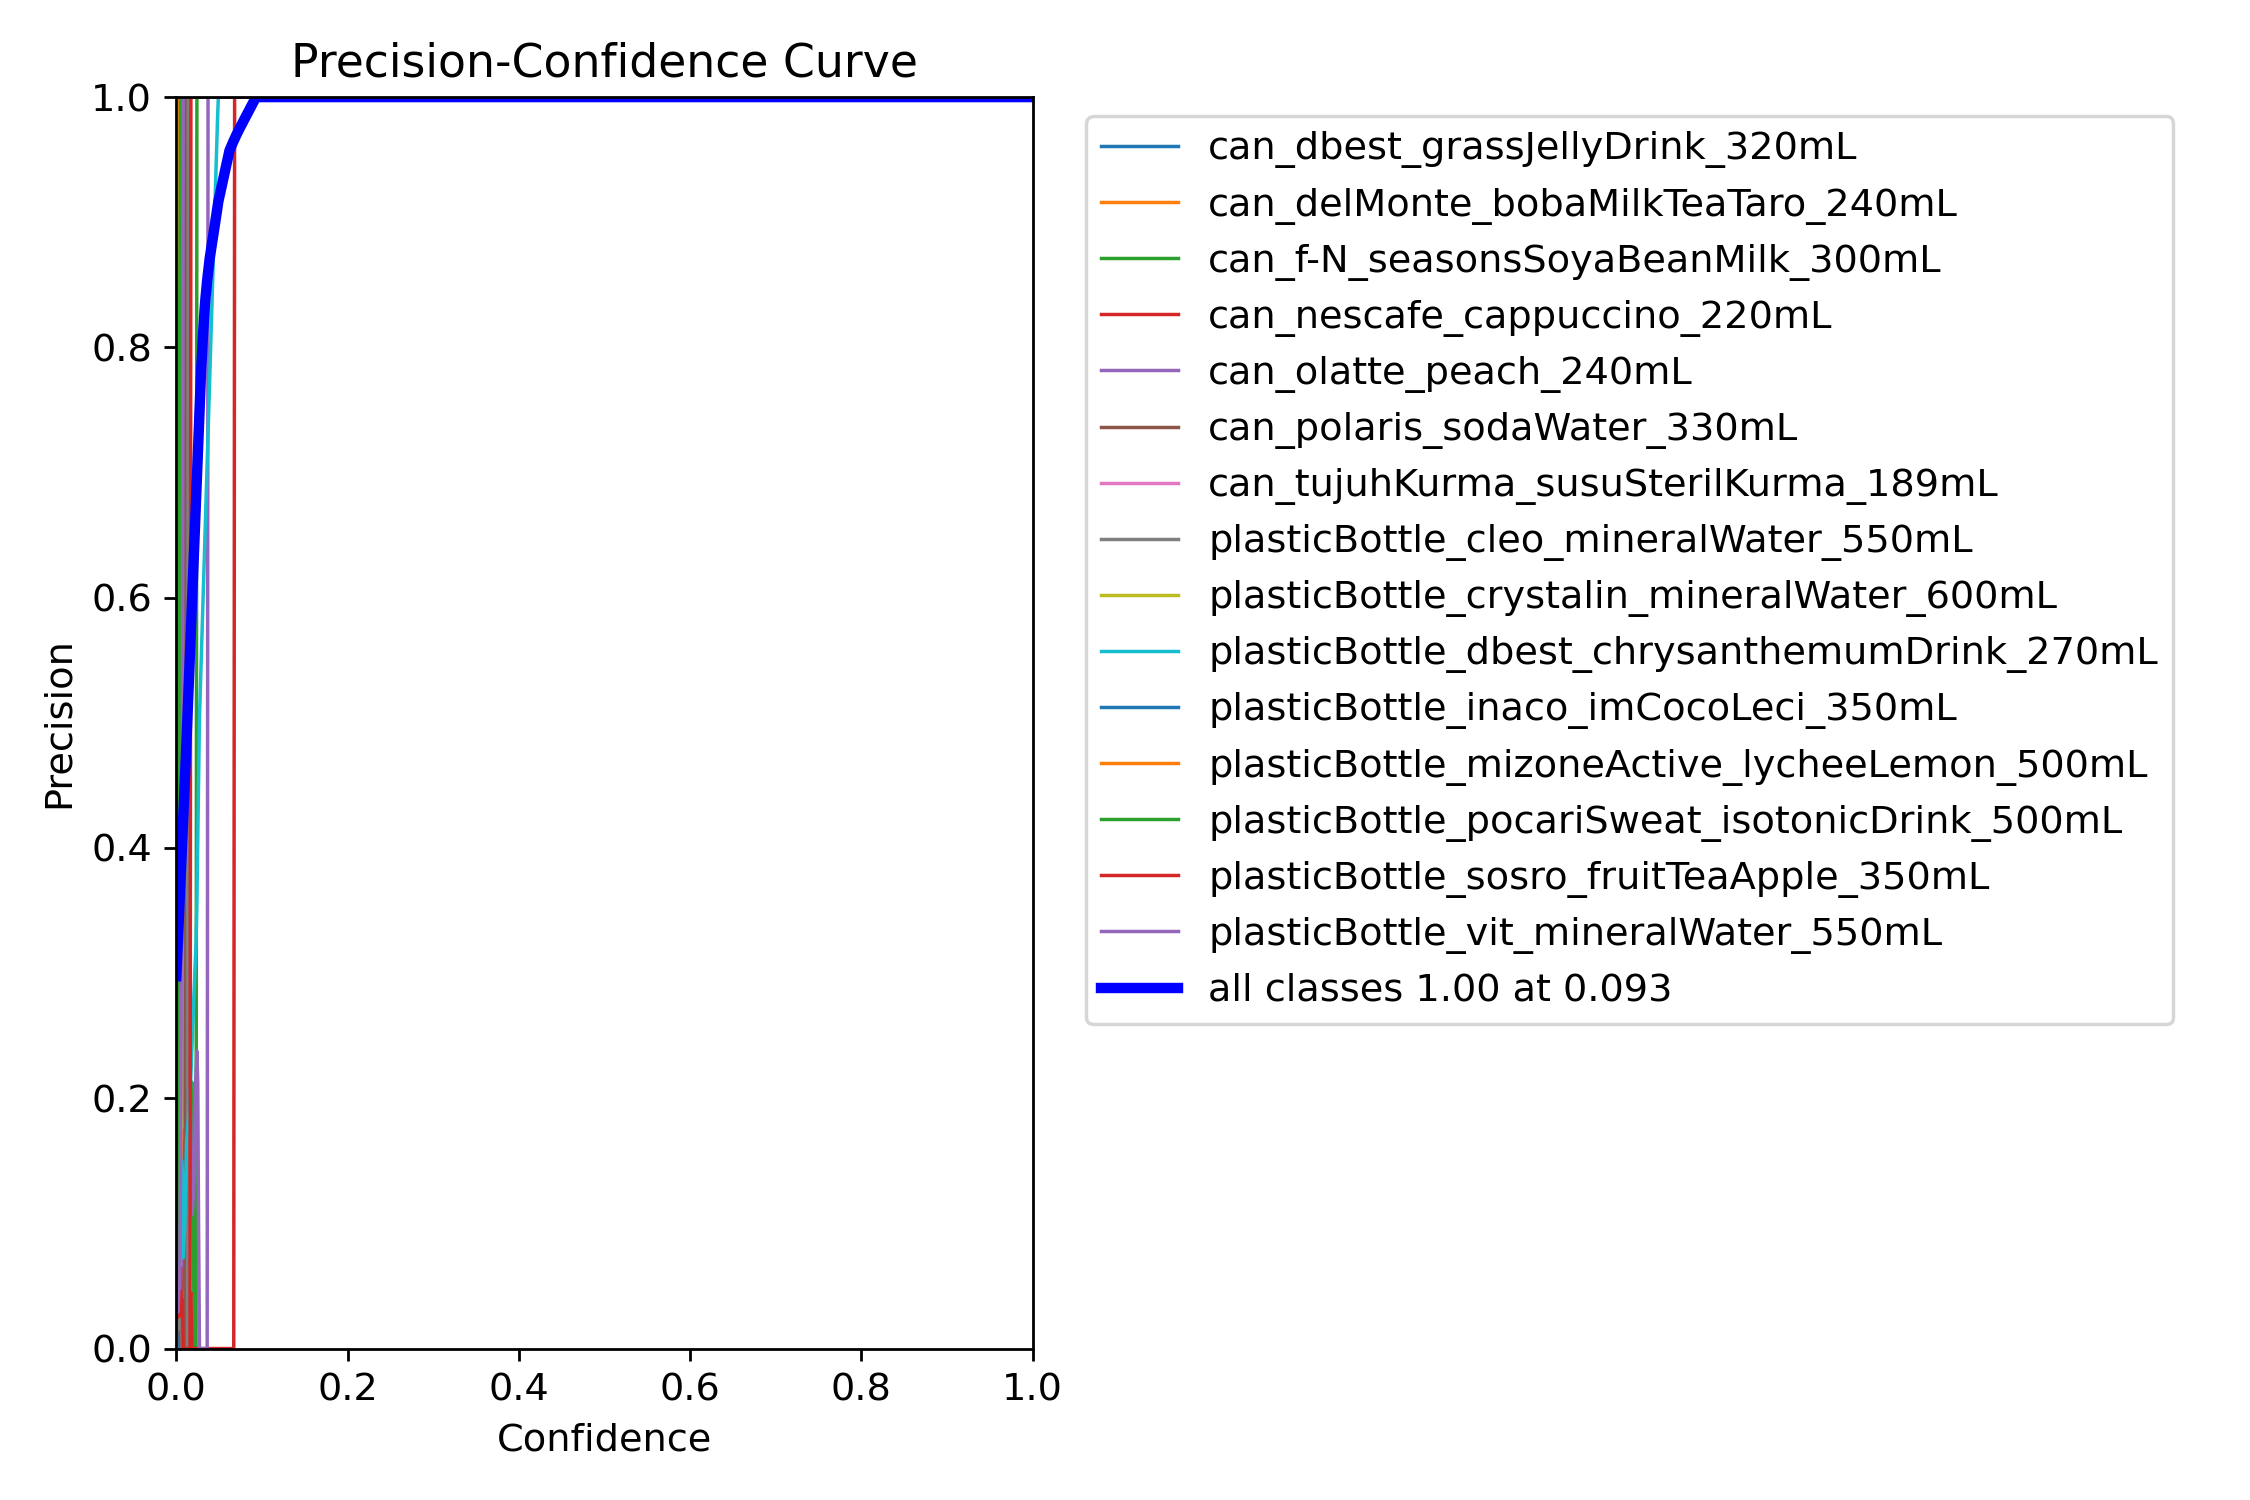 Precision-Confidence Curve
1.0
0.8
0.6
0.4
0.2
0.0
Precision
0.0 0.2 0.4 0.6 0.8 1.0
Confidence
can_dbest_grassJellyDrink_320mL
can_delMonte_bobaMilkTeaTaro_240mL
can_f-N_seasonsSoyaBeanMilk_300mL
can_nescafe_cappuccino_220mL
can_olatte_peach_240mL
can_polaris_sodaWater_330mL
can_tujuhKurma_susuSterilKurma_189mL
plasticBottle_cleo_mineralWater_550mL
plasticBottle_crystalin_mineralWater_600mL
plasticBottle_dbest_chrysanthemumDrink_270mL
plasticBottle_inaco_imCocoLeci_350mL
plasticBottle_mizoneActive_lycheeLemon_500mL
plasticBottle_pocariSweat_isotonicDrink_500mL
plasticBottle_sosro_fruitTeaApple_350mL
plasticBottle_vit_mineralWater_550mL
all classes 1.00 at 0.093